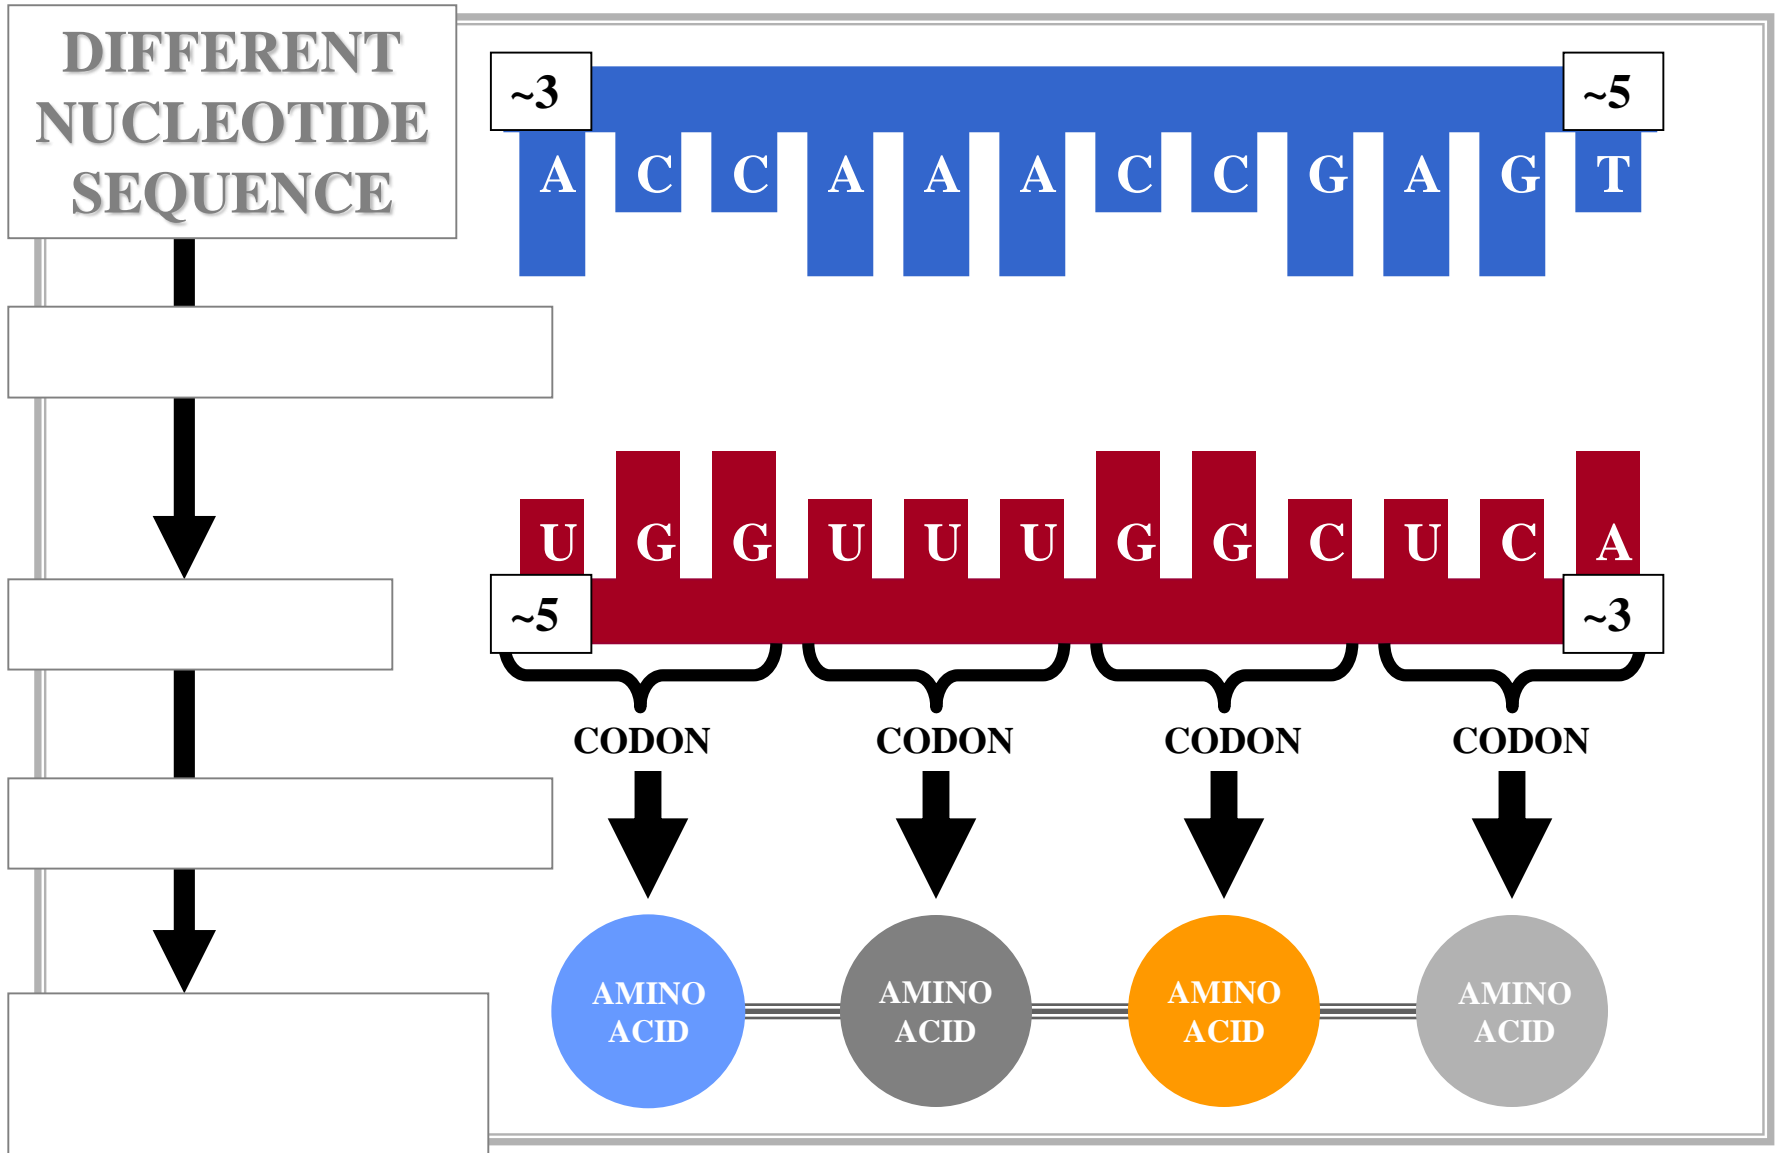 DIFFERENT
NUCLEOTIDE
SEQUENCE
~3 ~5
A C C A A A C C G A G T
U G G U U U G G C U C A
~5 ~3
CODON CODON CODON CODON
AMINO AMINO AMINO AMINO
ACID ACID ACID ACID